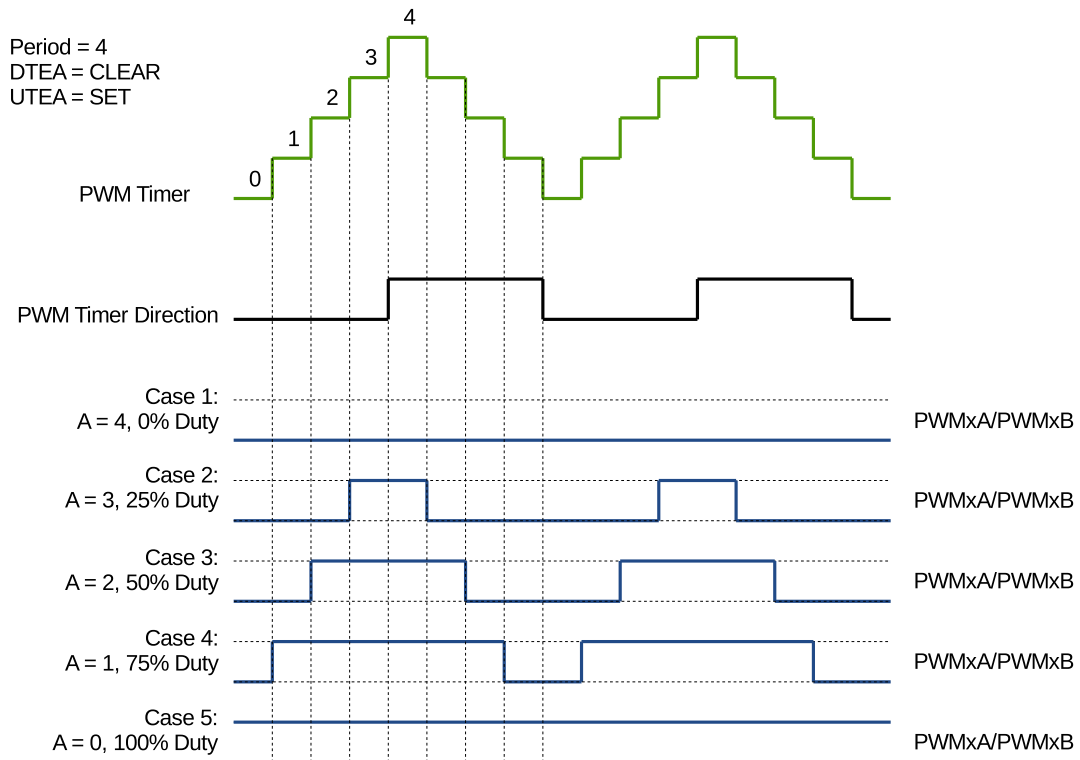 4
Period = 4
DTEA = CLEAR
UTEA = SET
3
2
1
0
PWM Timer
PWM Timer Direction
Case 1:
A = 4, 0% Duty
PWMxA/PWMxB
Case 2:
A = 3, 25% Duty
PWMxA/PWMxB
Case 3:
A = 2, 50% Duty
PWMxA/PWMxB
Case 4:
A = 1, 75% Duty
PWMxA/PWMxB
Case 5:
A = 0, 100% Duty
PWMxA/PWMxB